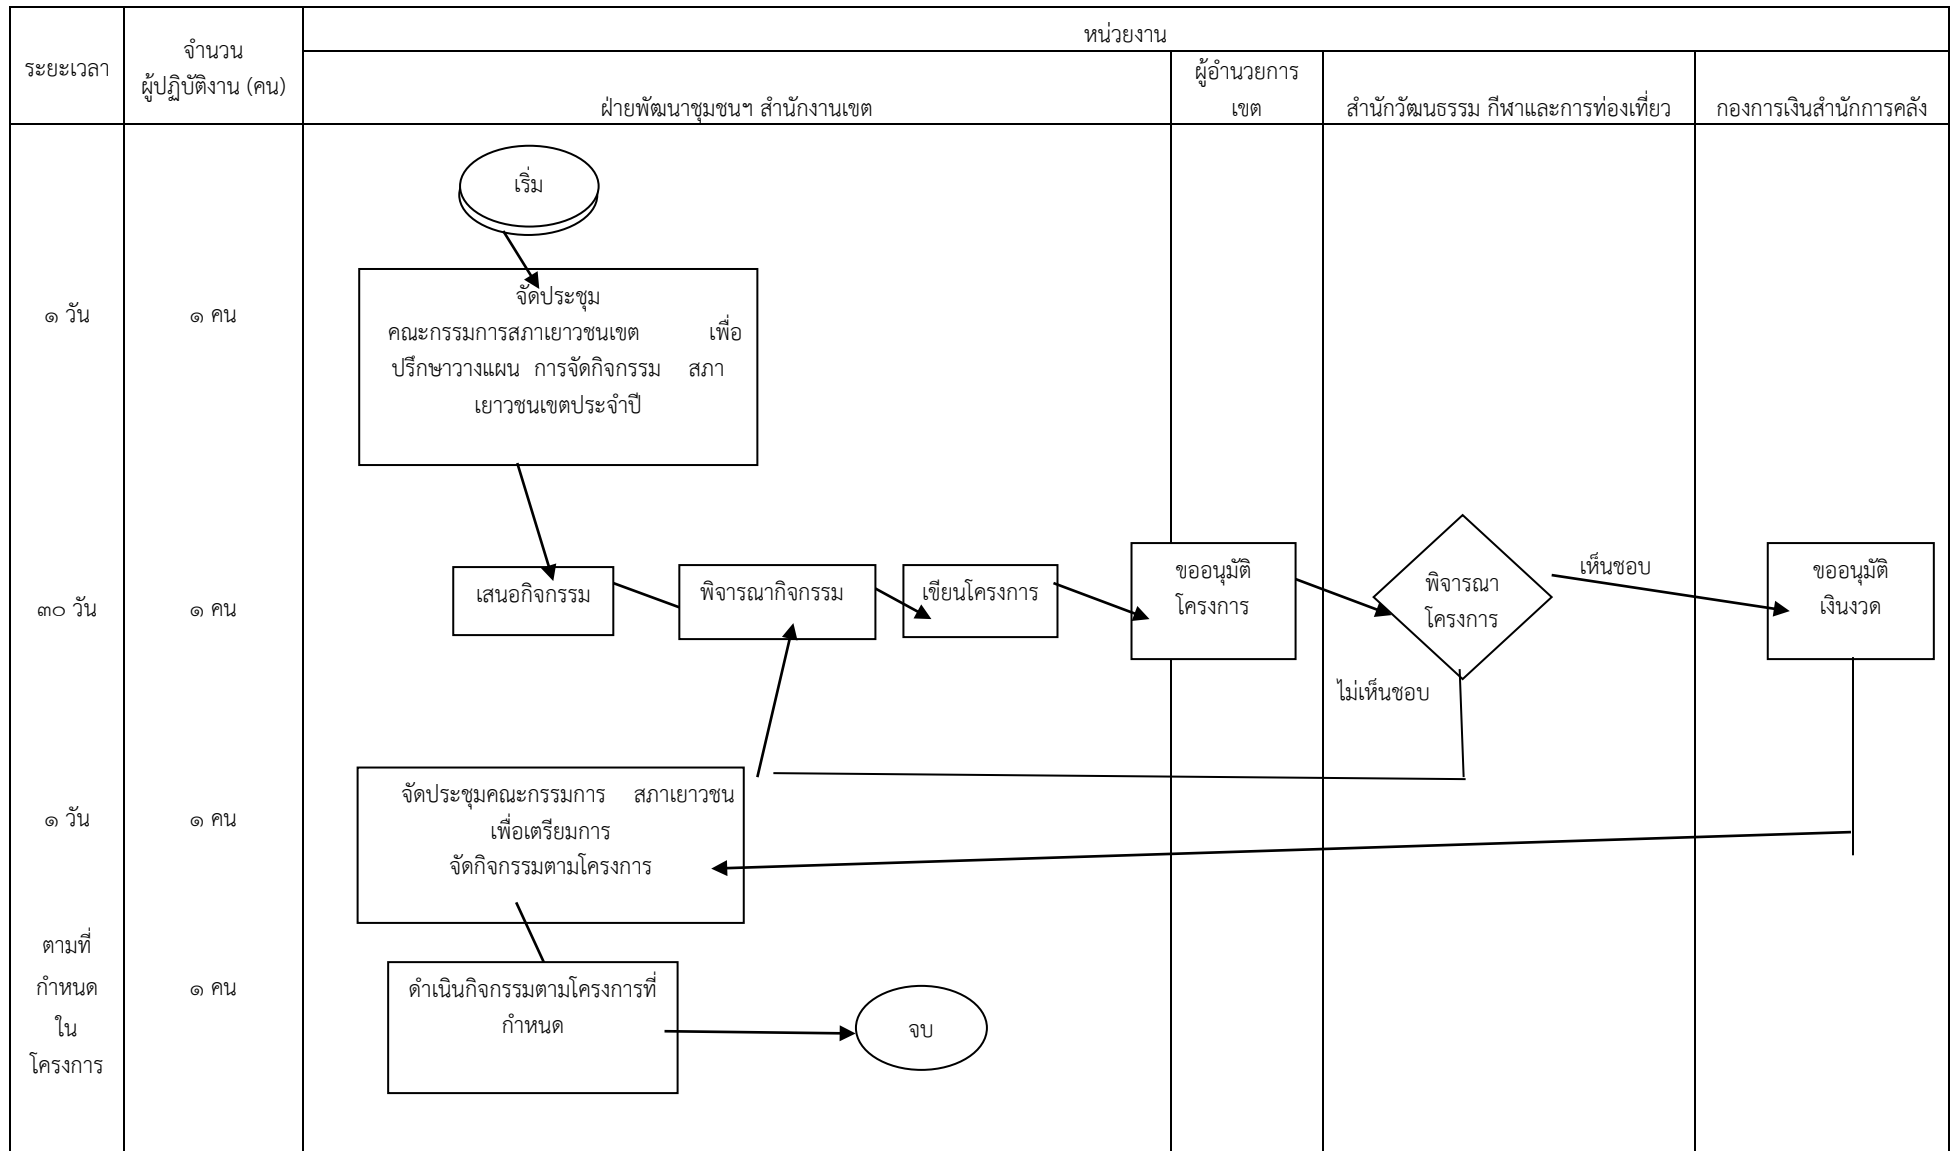 หน่วยงาน
ระยะเวลา
จำนวน
ผู้ปฏิบัติงาน (คน)
ฝ่ายพัฒนาชุมชนฯ สำนักงานเขต
ผู้อำนวยการ
เขต
สำนักวัฒนธรรม กีฬาและการท่องเที่ยว
กองการเงินสำนักการคลัง
เริ่ม
๑ วัน
๑ คน
จัดประชุม
คณะกรรมการสภาเยาวชนเขต เพื่อ
ปรึกษาวางแผน การจัดกิจกรรม สภา
เยาวชนเขตประจำปี
๓๐ วัน
๑ คน
เสนอกิจกรรม
พิจารณากิจกรรม
เขียนโครงการ
ขออนุมัติ
โครงการ
พิจารณา
โครงการ
เห็นชอบ
ขออนุมัติ
เงินงวด
ไม่เห็นชอบ
๑ วัน
๑ คน
จัดประชุมคณะกรรมการ สภาเยาวชน
เพื่อเตรียมการ
จัดกิจกรรมตามโครงการ
ตามที่
กำหนด
ใน
โครงการ
๑ คน
ดำเนินกิจกรรมตามโครงการที่
กำหนด
จบ